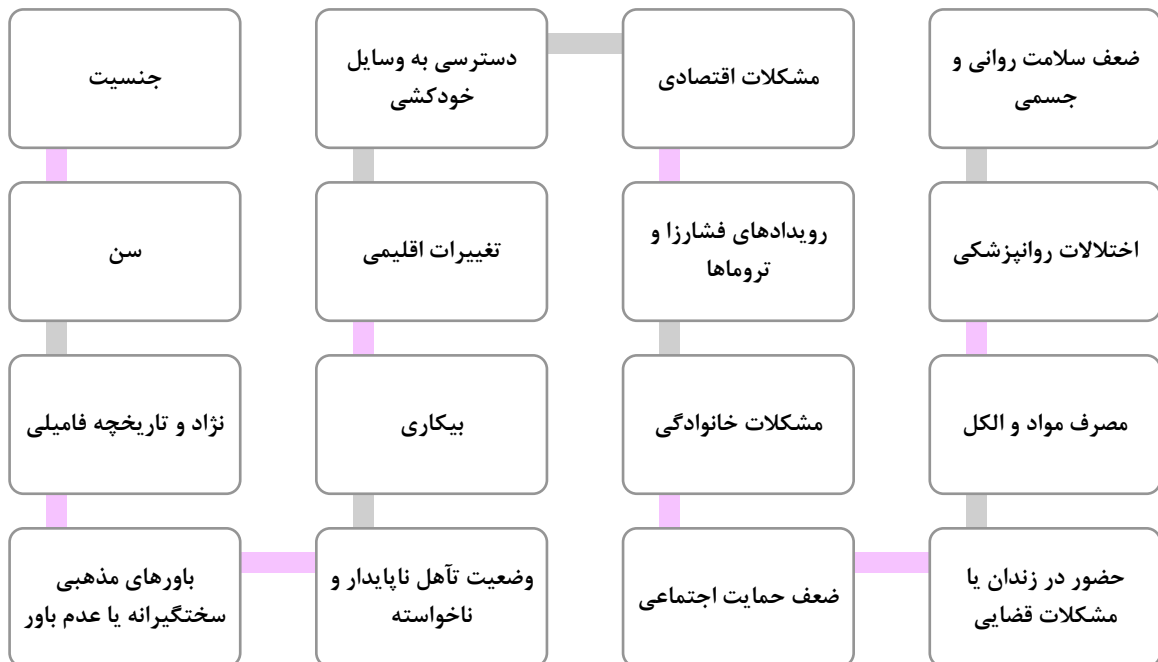 جنسیت
سن
نژاد و تاریخچه فامیلی
باورهای مذهبی
سختگیرانه یا عدم باور
وضعیت تآهل ناپایدار و
ناخواسته
بیکاری
تغییرات اقلیمی
دسترسی به وسایل
خودکشی
مشکلات اقتصادی
رویدادهای فشارزا و
تروماها
مشکلات خانوادگی
ضعف حمایت اجتماعی
حضور در زندان یا
مشکلات قضایی
مصرف مواد و الکل
اختلالات روانپزشکی
ضعف سلامت روانی و
جسمی